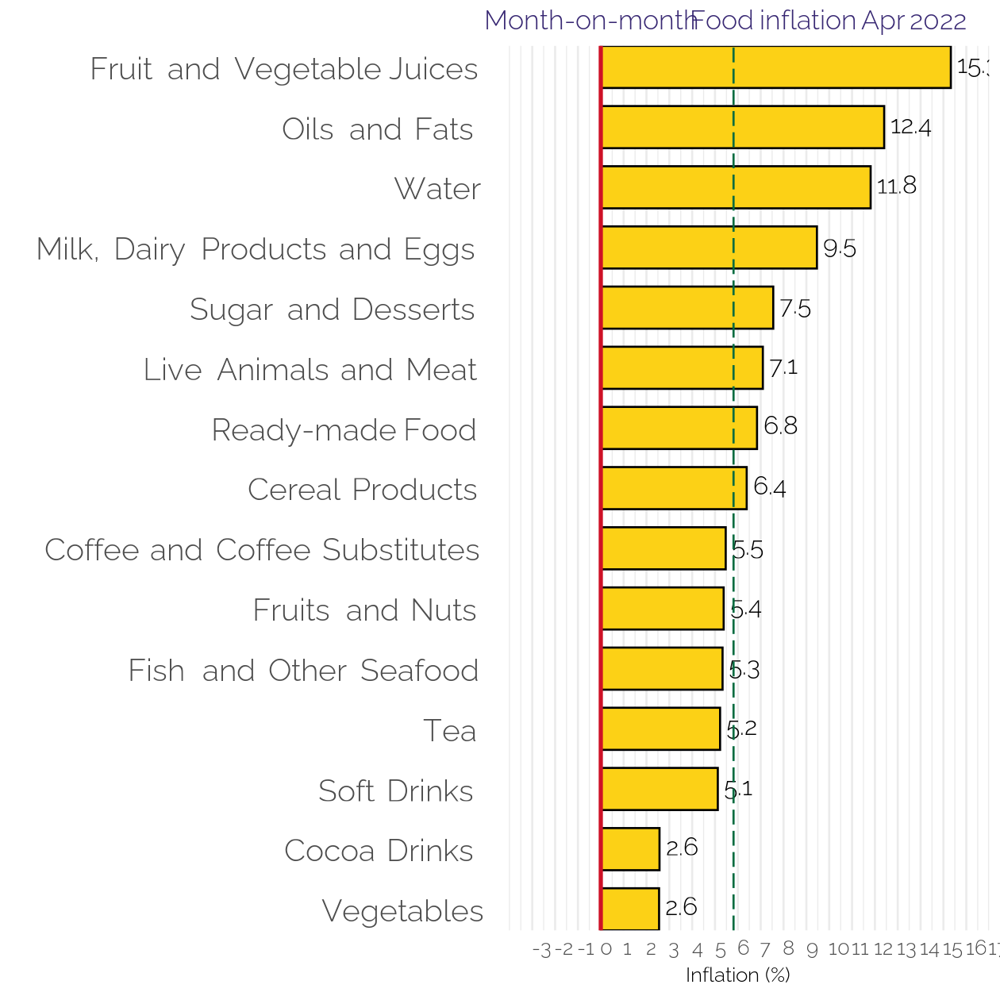 Month-on-month Food inflation Apr 2022
Fruit and Vegetable Juices
Oils and Fats 12.4
Water 11.8
Milk, Dairy Products and Eggs 9.5
Sugar and Desserts 7.5
Live Animals and Meat 7.1
Ready-made Food 6.8
Cereal Products 6.4
Coffee and Coffee Substitutes 5.5
Fruits and Nuts 5.4
Fish and Other Seafood 5.3
Tea 5.2
Soft Drinks 5.1
Cocoa Drinks 2.6
Vegetables 2.6
-3 -2 -1 0 1 2 3 4 5 6 7 8 9 10 11 12 13 14 15 16
Inflation (%)